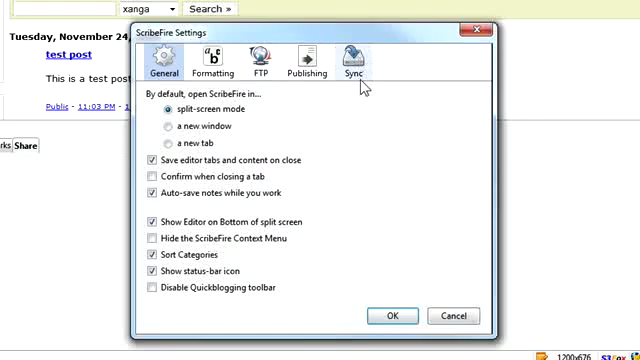 xanga
Search »
Tuesday, November 24,
test post
This is a test post
Public - 11:03 PM - 1
rks Share
ScribeFire Settings
General Formatting FTP Publishing Sync
By default, open ScribeFire in...
split-screen mode
a new window
a new tab
Save editor tabs and content on close
Confirm when closing a tab
Auto-save notes while you work
Show Editor on Bottom of split screen
Hide the ScribeFire Context Menu
Sort Categories
Show status-bar icon
Disable Quickblogging toolbar
OK Cancel
1200x676 S3Fox